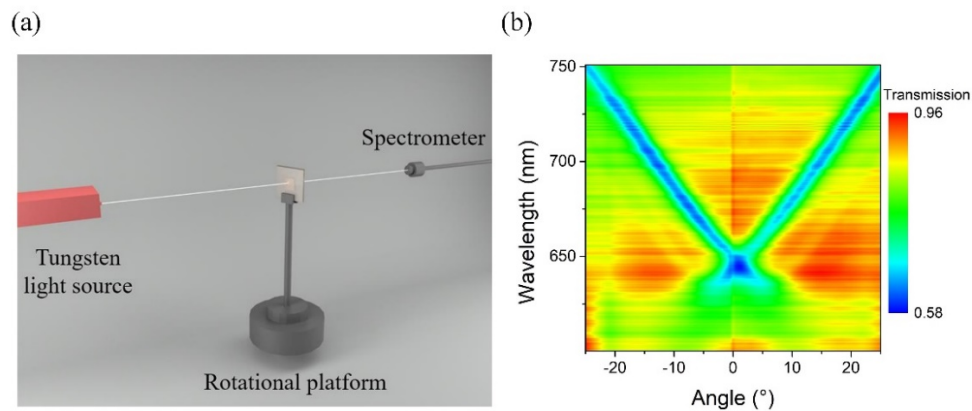 (a)
Spectrometer
Tungsten
light source
Rotational platform
(b)
750
700
650
Wavelength (nm)
-20
-10
0
10
20
Angle (°)
Transmission
0.96
0.58